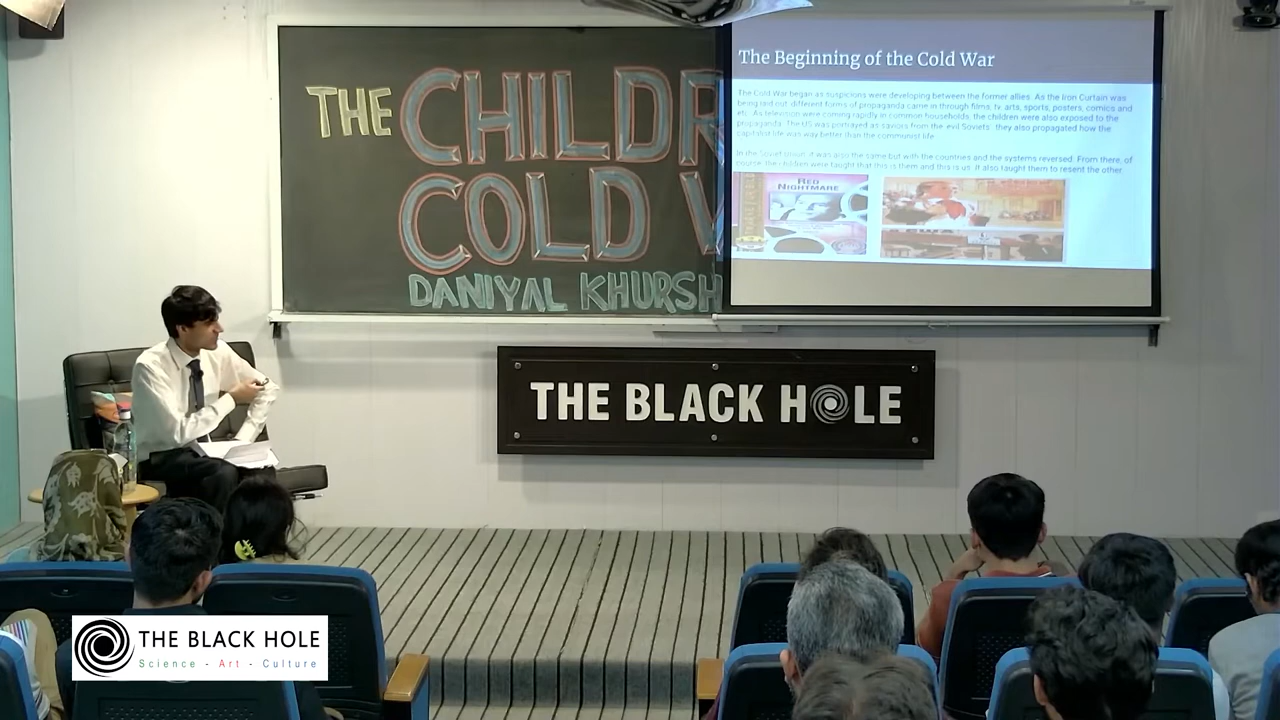 THE CHILDR
COLD W
DANIYAL KHURSH
The Beginning of the Cold War
The Cold War began as suspicions were developing between the former allies. As the Iron Curtain was
being red out, different forms of propaganda came in through films, tv, arts, sports, posters, comics and
etc. As television were coming rapidly in common households, the children were also exposed to the
propaganda. The US was portrayed as saviors from the evil Soviets, they also propagated how the
capitalist life was way better than the communist life.
In the Soviet Union, it was also the same but with the countries and the systems reversed. From there, of
course, the children were taught that this is them and this is us. It also taught them to resent the other
RED
NIGHTMARE
THE BLACK HOLE
THE BLACK HOLE
Science - Art - Culture